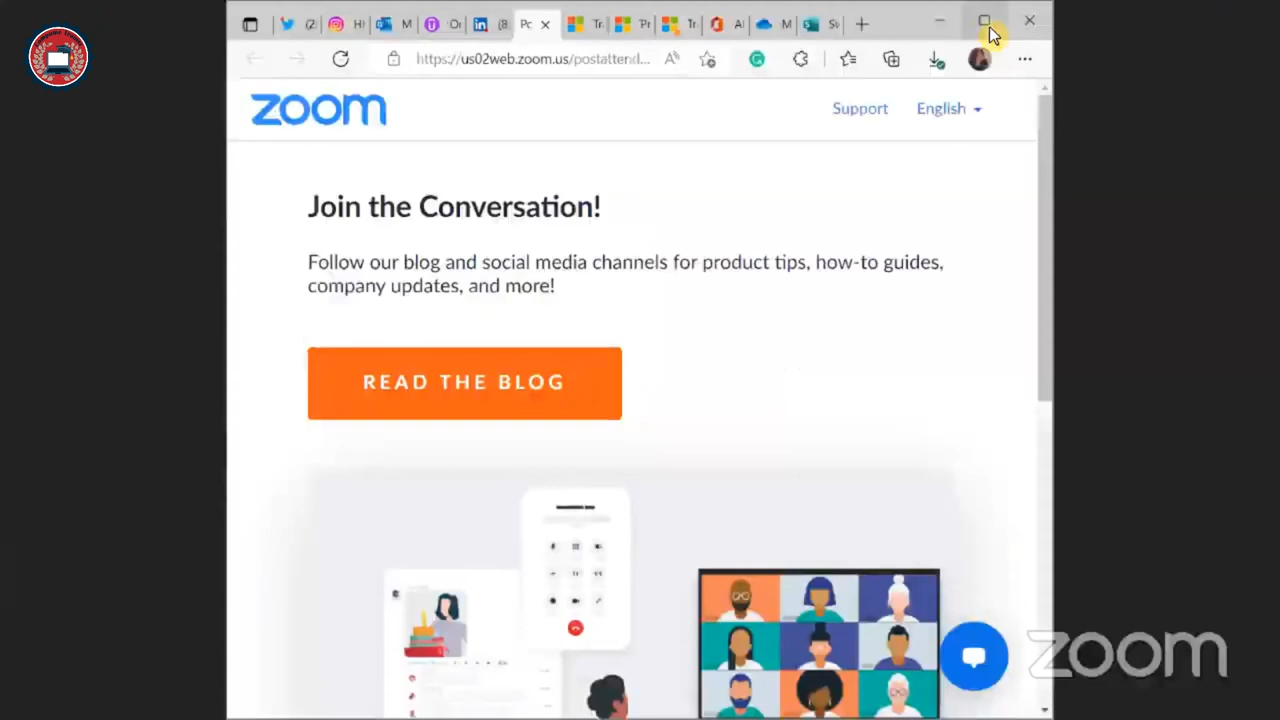 https://us02web.zoom.us/postattend...
zoom
Support
English
Join the Conversation!
Follow our blog and social media channels for product tips, how-to guides,
company updates, and more!
READ THE BLOG
zoom